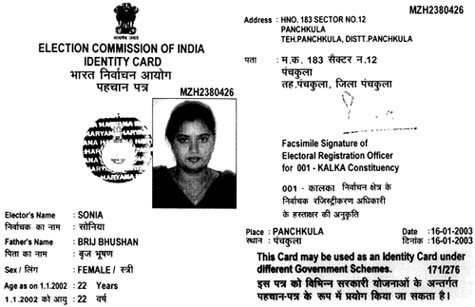 ELECTION COMMISSION OF INDIA
IDENTITY CARD
भारत निर्वाचन आयोग
पहचान पत्र
MZH2380426
HARYANA
Elector's Name : SONIA
निर्वाचक का नाम : सोनिया
Father's Name : BRIJ BHUSHAN
पिता का नाम : बृज भूषण
Sex / लिंग : FEMALE / स्त्री
Age as on 1.1.2002 : 22 Years
1.1.2002 को आयु : 22 वर्ष
MZH2380426
Address : HNO. 183 SECTOR NO.12
PANCHKULA
TEH.PANCHKULA, DISTT.PANCHKULA
पता : म.क. 183 सैक्टर न.12
पंचकुला
तह.पंचकुला, जिला पंचकुला
Facsimile Signature of
Electoral Registration Officer
for 001 - KALKA Constituency
001 - कालका निर्वाचन क्षेत्र के
निर्वाचक रजिस्ट्रीकरण अधिकारी
के हस्ताक्षर की अनुकृति
Place : PANCHKULA Date :16-01-2003
स्थान : पंचकुला दिनांक :16-01-2003
This Card may be used as an Identity Card under
different Government Schemes. 171/276
इस पत्र को विभिन्न सरकारी योजनाओं के अन्तर्गत
पहचान-पत्र के रूप में प्रयोग किया जा सकता है।